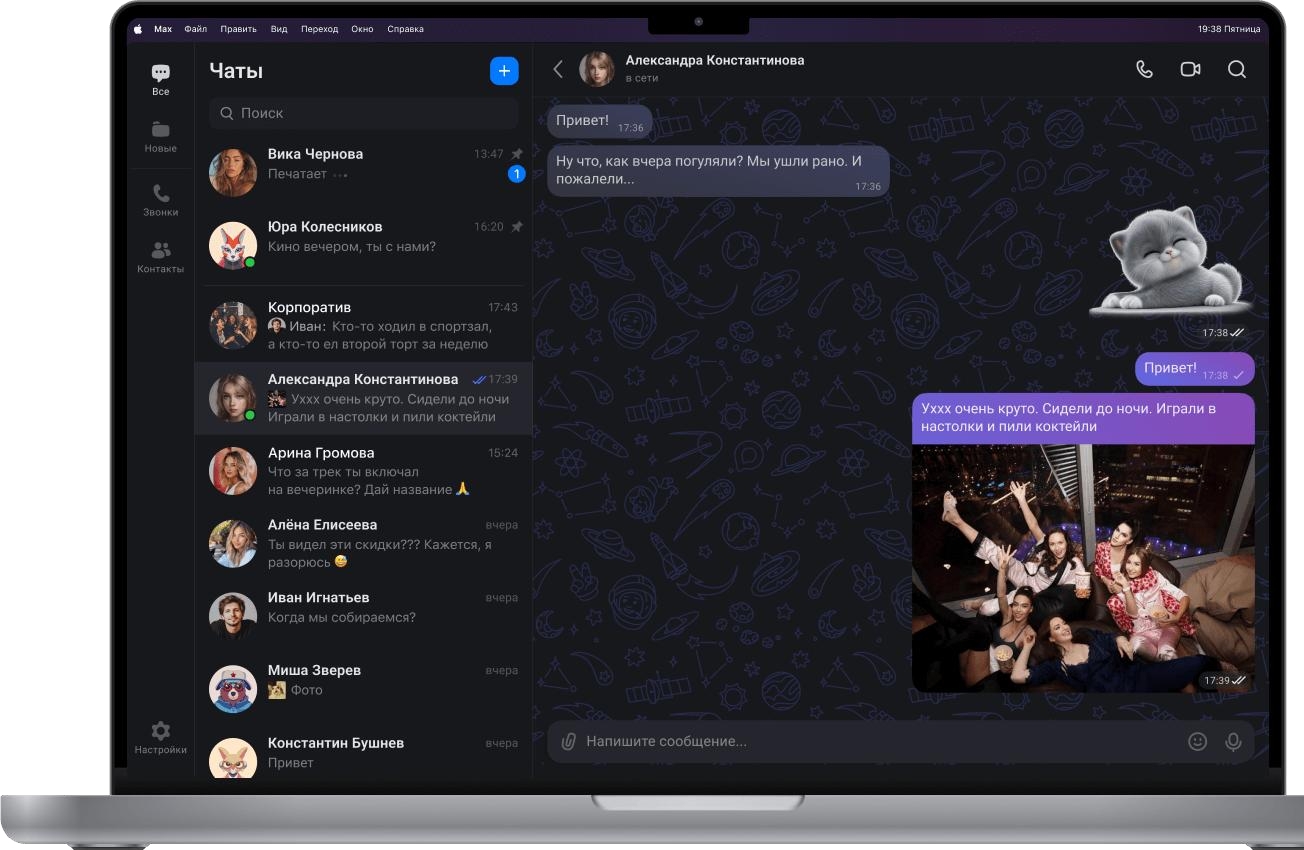 Max Файл Править Вид Переход Окно Справка
19:38 Пятница
Все
Новые
Звонки
Контакты
Настройки
Чаты
Поиск
Вика Чернова 13:47
Печатает
1
Юра Колесников 16:20
Кино вечером, ты с нами?
Корпоратив 17:43
Иван: Кто-то ходил в спортзал,
а кто-то ел второй торт за неделю
Александра Константинова 17:39
Уххх очень круто. Сидели до ночи
Играли в настолки и пили коктейли
Арина Громова 15:24
Что за трек ты включал
на вечеринке? Дай название 🙏
Алёна Елисеева вчера
Ты видел эти скидки??? Кажется, я
разорюсь 😅
Иван Игнатьев вчера
Когда мы собираемся?
Миша Зверев вчера
Фото
Константин Бушнев вчера
Привет
Александра Константинова
в сети
Привет! 17:36
Ну что, как вчера погуляли? Мы ушли рано. И
пожалели...
17:36
17:38
Привет! 17:38
Уххх очень круто. Сидели до ночи. Играли в
настолки и пили коктейли
17:39
Напишите сообщение...